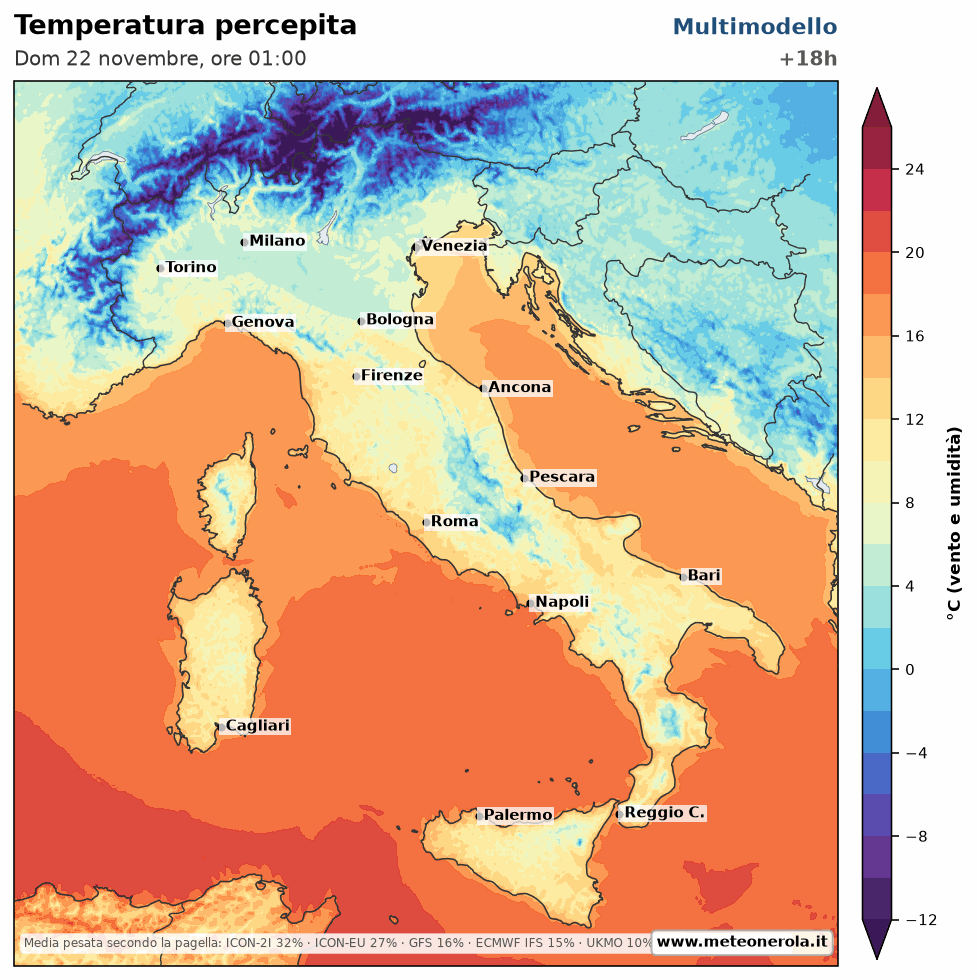 Temperatura percepita
Multimodello
Dom 22 novembre, ore 01:00
+18h
Milano
Venezia
Torino
Genova
Bologna
Firenze
Ancona
Pescara
Roma
Bari
Napoli
Cagliari
Palermo
Reggio C.
24
20
16
12
8
4
0
−4
−8
−12
°C (vento e umidità)
Media pesata secondo la pagella: ICON-2I 32% · ICON-EU 27% · GFS 16% · ECMWF IFS 15% · UKMO 10%
www.meteonerola.it